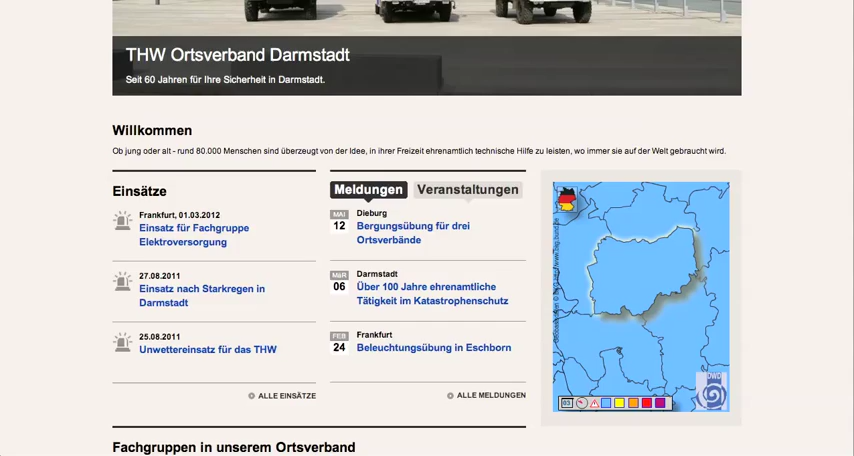 THW Ortsverband Darmstadt
Seit 60 Jahren für Ihre Sicherheit in Darmstadt.
Willkommen
Ob jung oder alt - rund 80.000 Menschen sind überzeugt von der Idee, in ihrer Freizeit ehrenamtlich technische Hilfe zu leisten, wo immer sie auf der Welt gebraucht wird.
Einsätze
Frankfurt, 01.03.2012
Einsatz für Fachgruppe
Elektroversorgung
27.08.2011
Einsatz nach Starkregen in
Darmstadt
25.08.2011
Unwettereinsatz für das THW
ALLE EINSÄTZE
Meldungen Veranstaltungen
MAI
12
Dieburg
Bergungsübung für drei
Ortsverbände
MäR
06
Darmstadt
Über 100 Jahre ehrenamtliche
Tätigkeit im Katastrophenschutz
FEB
24
Frankfurt
Beleuchtungsübung in Eschborn
ALLE MELDUNGEN
DWD
03
Fachgruppen in unserem Ortsverband